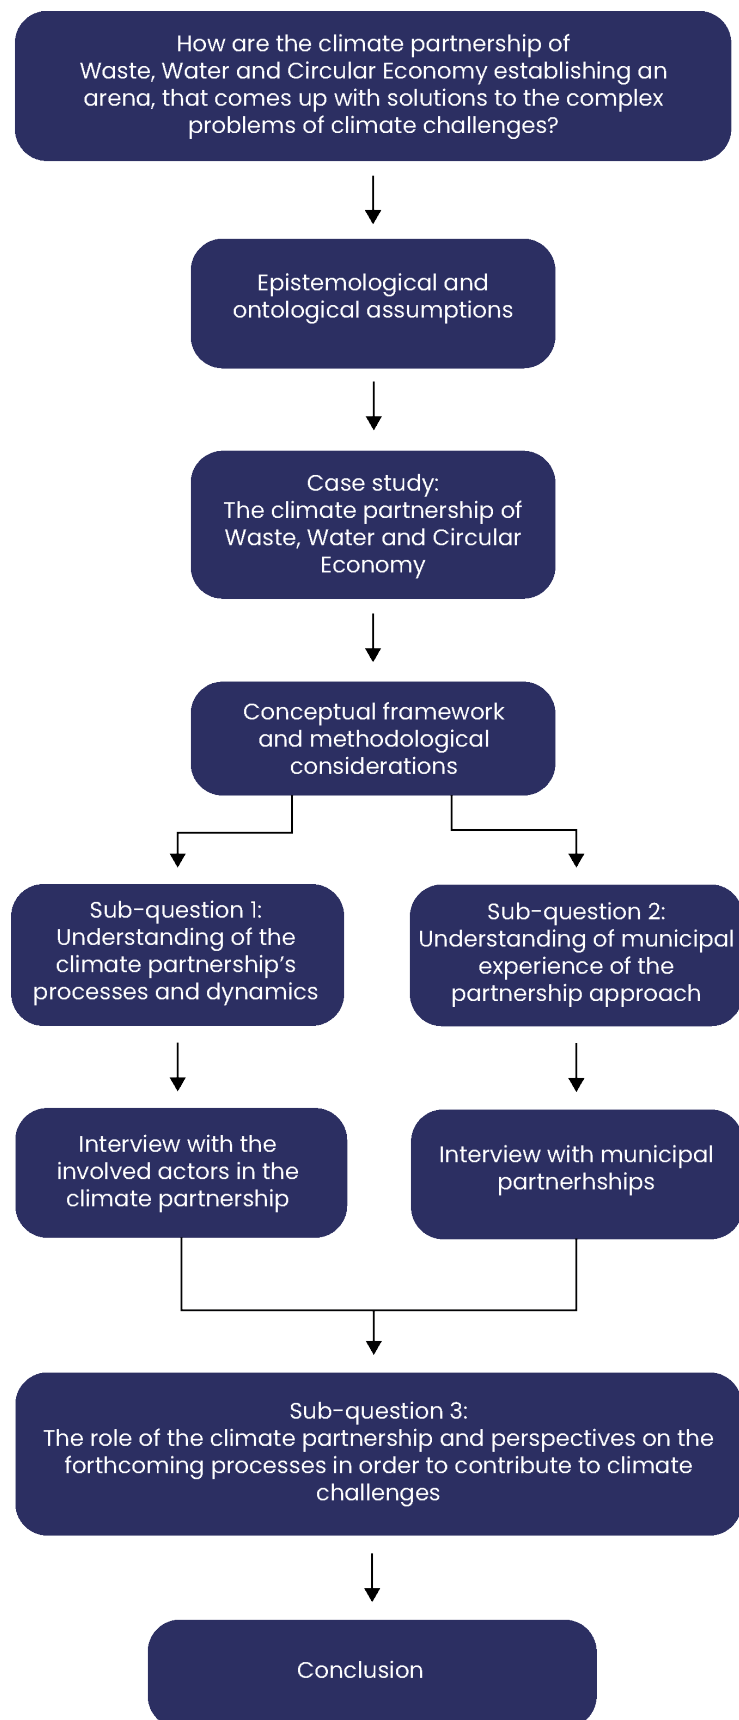 How are the climate partnership of
Waste, Water and Circular Economy establishing an
arena, that comes up with solutions to the complex
problems of climate challenges?
Epistemological and
ontological assumptions
Case study:
The climate partnership of
Waste, Water and Circular
Economy
Conceptual framework
and methodological
considerations
Sub-question 1:
Understanding of the
climate partnership’s
processes and dynamics
Sub-question 2:
Understanding of municipal
experience of the
partnership approach
Interview with the
involved actors in the
climate partnership
Interview with municipal
partnerhships
Sub-question 3:
The role of the climate partnership and perspectives on the
forthcoming processes in order to contribute to climate
challenges
Conclusion